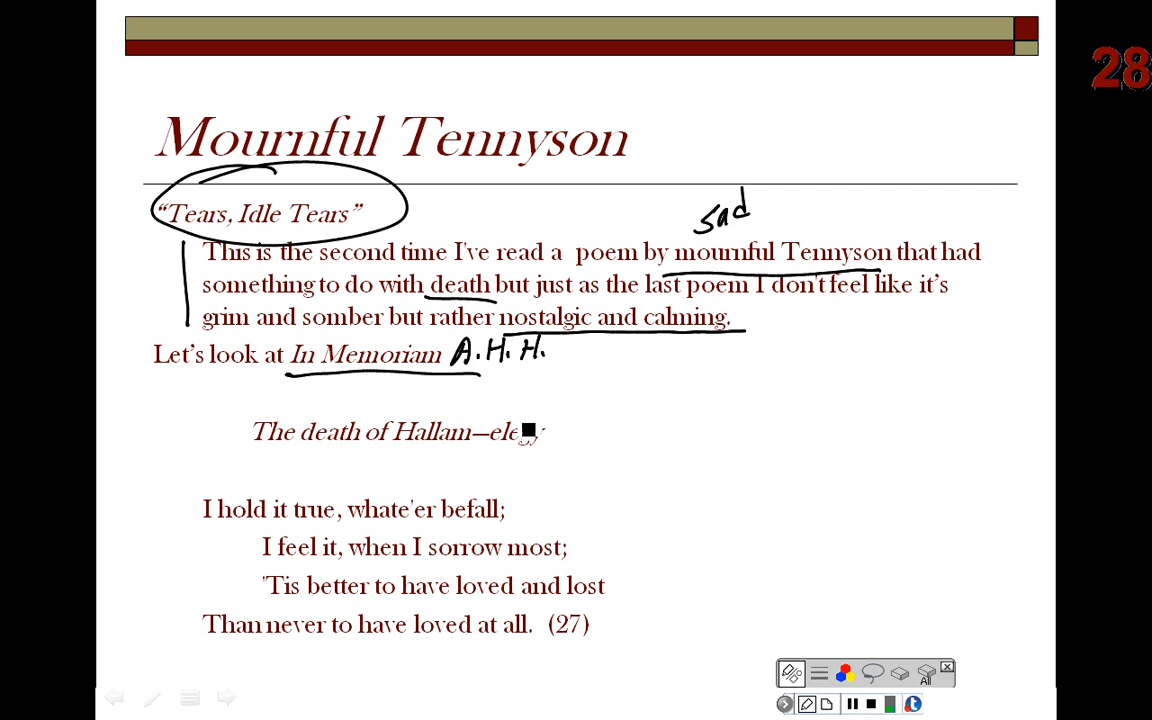 28
Mournful Tennyson
“Tears, Idle Tears”
sad
This is the second time I've read a poem by mournful Tennyson that had
something to do with death but just as the last poem I don't feel like it’s
grim and somber but rather nostalgic and calming.
Let’s look at In Memoriam A.H.H.
The death of Hallam—elegy
I hold it true, whate'er befall;
I feel it, when I sorrow most;
'Tis better to have loved and lost
Than never to have loved at all. (27)
All